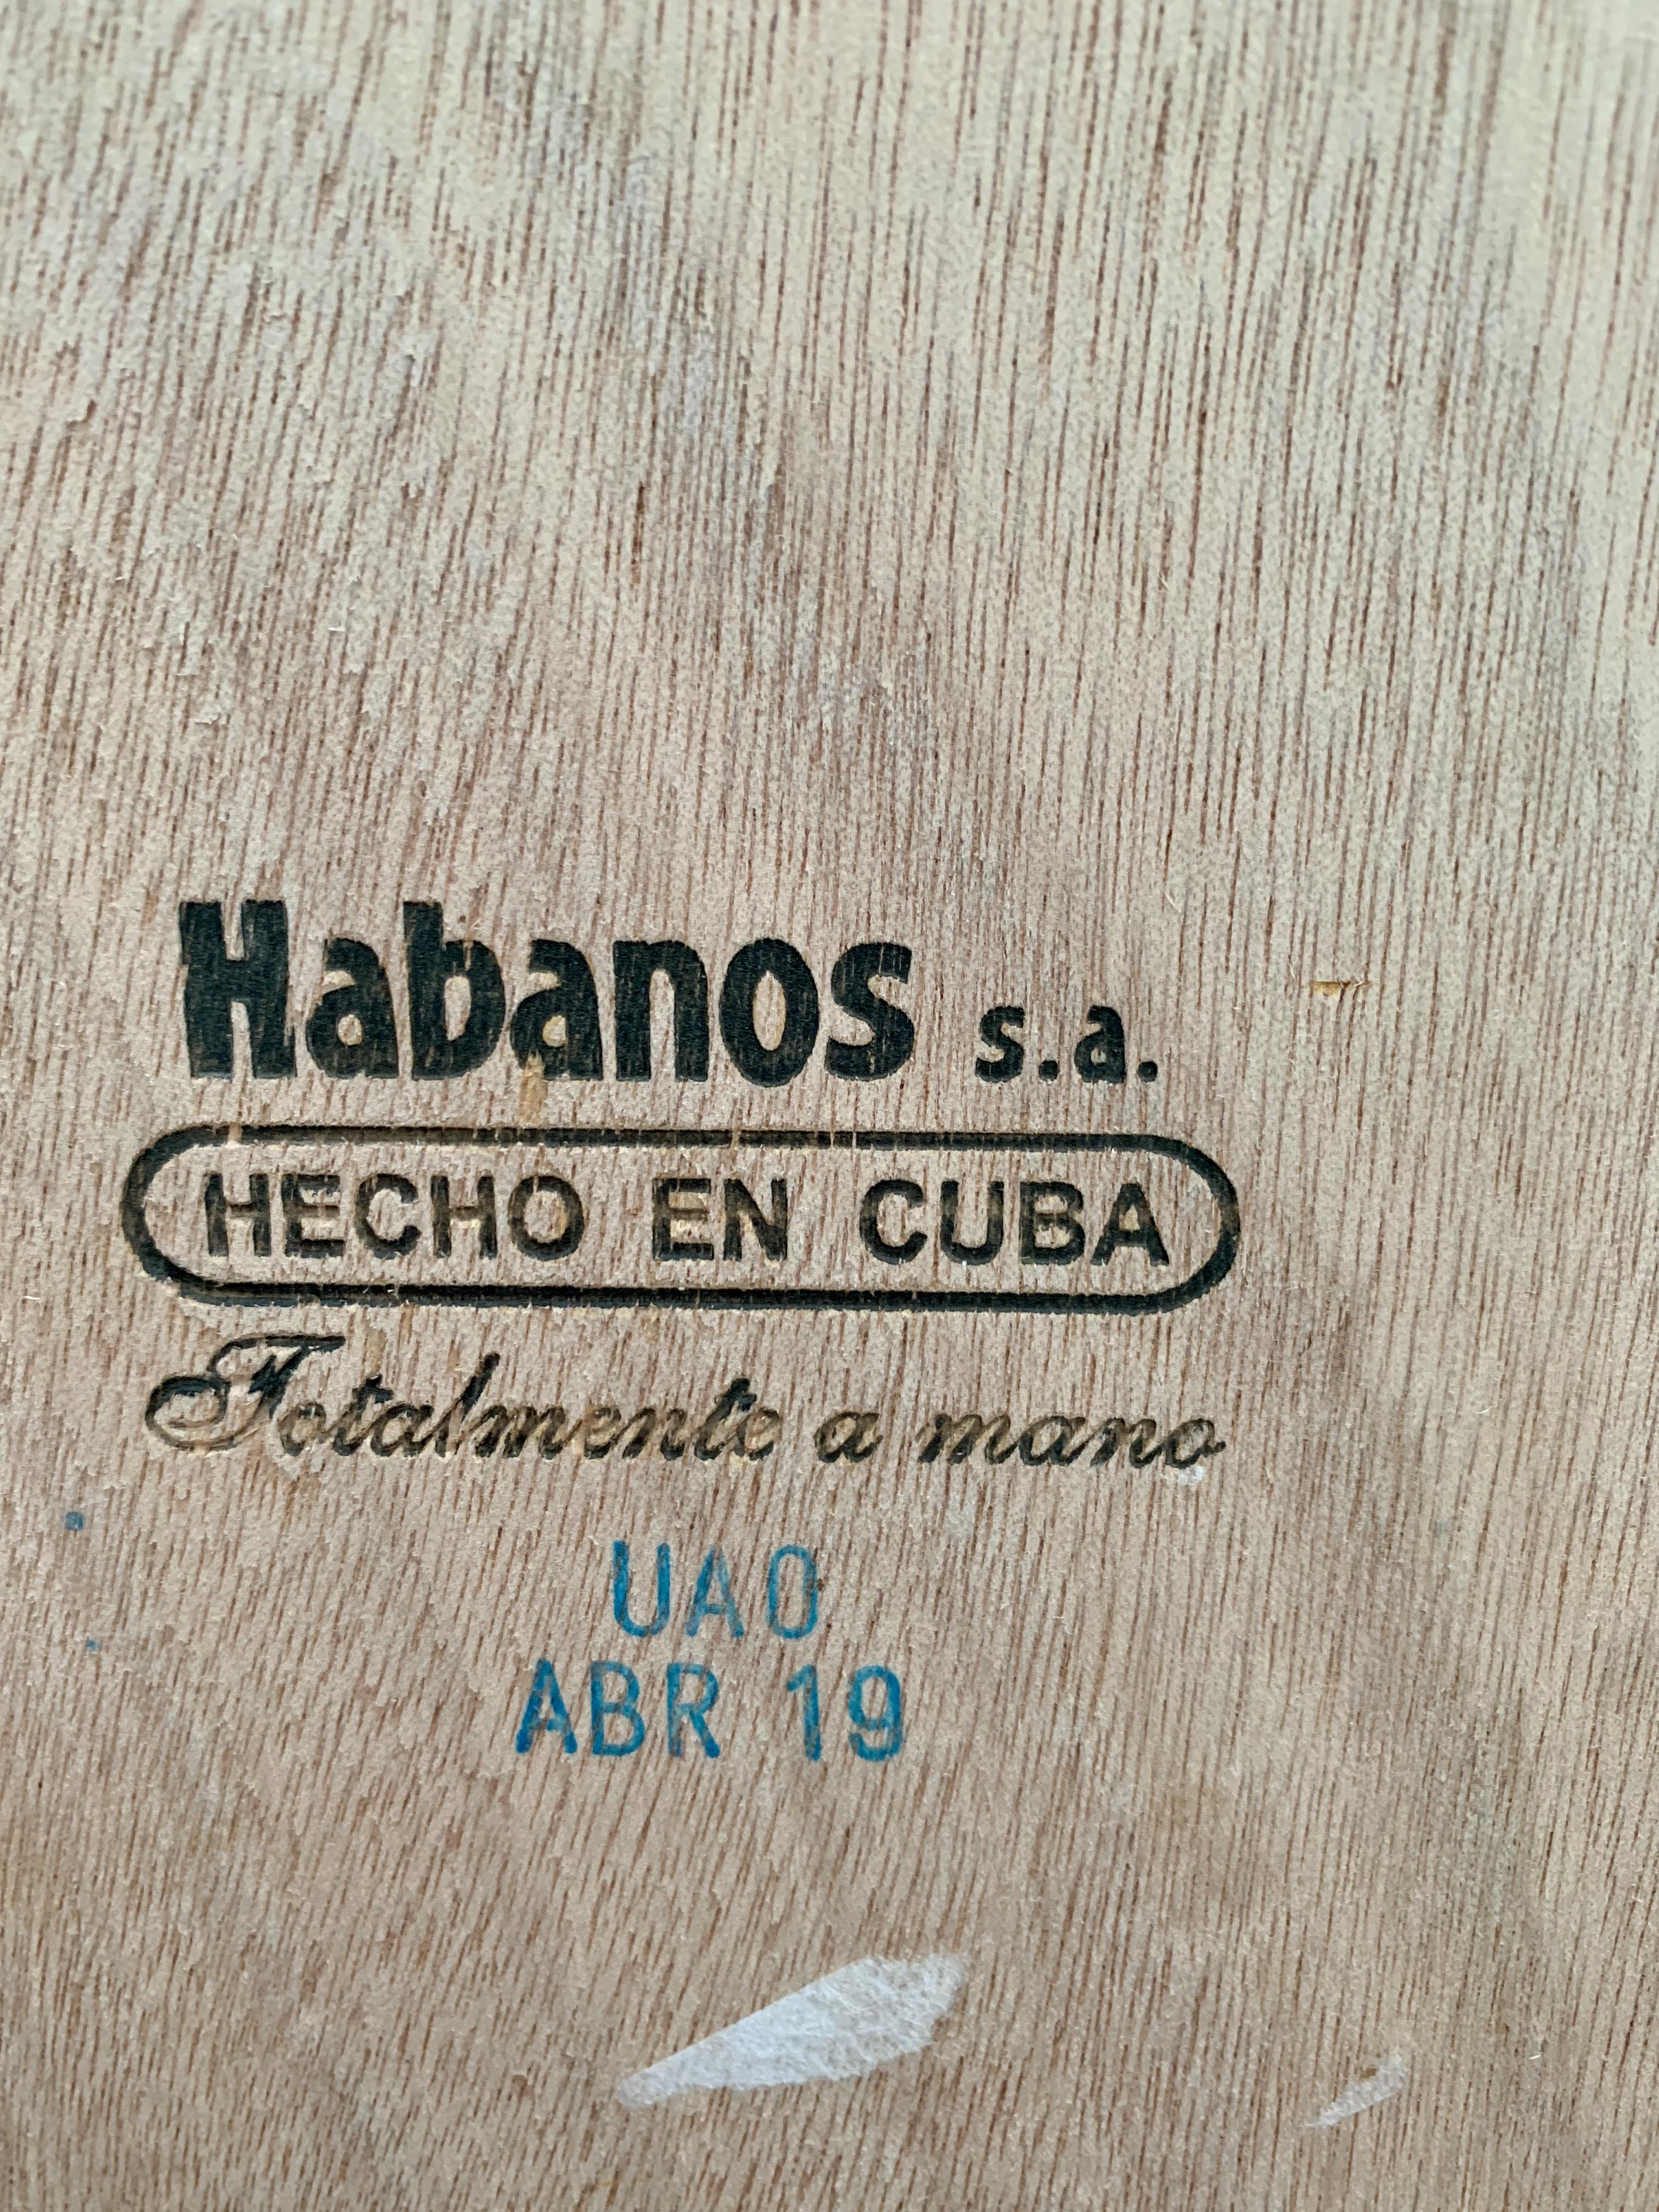 Habanos s.a.
HECHO EN CUBA
Totalmente a mano
UAO
ABR 19